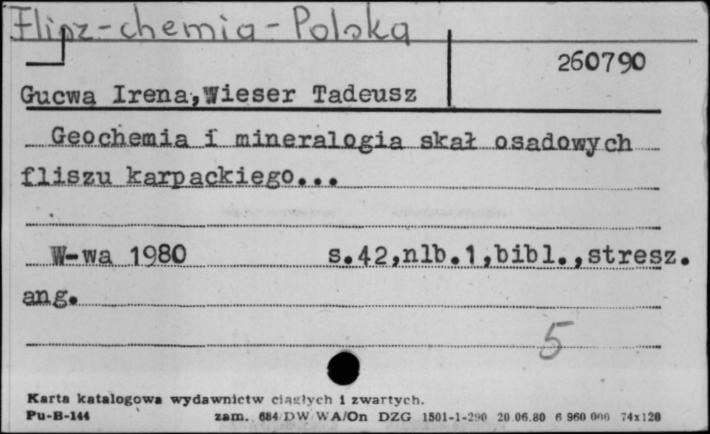 Flisz-chemia-Polska
260790
Gucwa Irena,Wieser Tadeusz
Geochemia i mineralogia skał osadowych
fliszu karpackiego...
W-wa 1980 s.42,nlb.1,bibl.,stresz.
ang.
5
Karta katalogowa wydawnictw ciągłych i zwartych.
Pu-B-144 zam. 684 DW WA/On DZG 1501-1-290 20.06.80 6 960 000 74x120